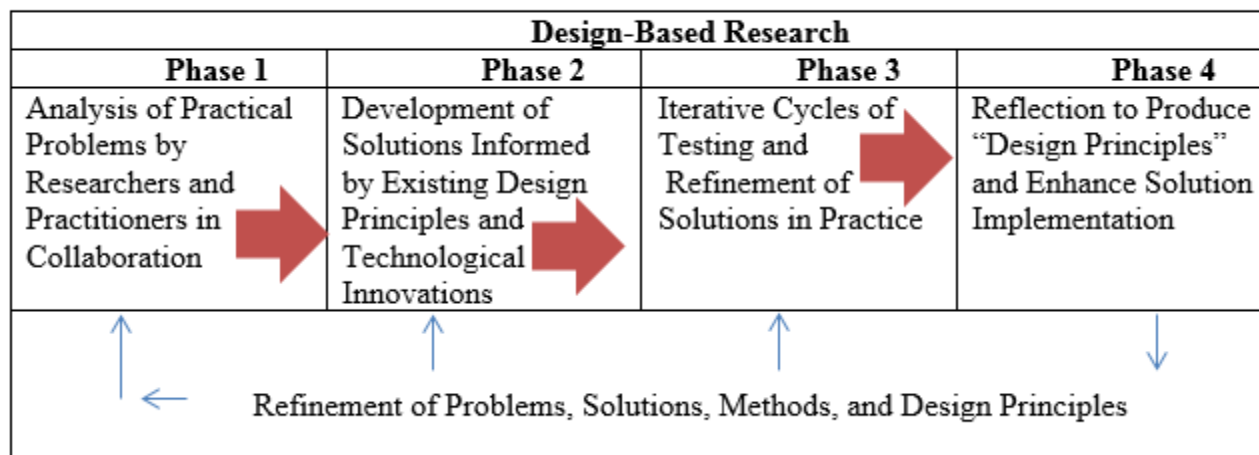 Design-Based Research
Phase 1
Phase 2
Phase 3
Phase 4
Analysis of Practical
Problems by
Researchers and
Practitioners in
Collaboration
Development of
Solutions Informed
by Existing Design
Principles and
Technological
Innovations
Iterative Cycles of
Testing and
Refinement of
Solutions in Practice
Reflection to Produce
“Design Principles”
and Enhance Solution
Implementation
Refinement of Problems, Solutions, Methods, and Design Principles